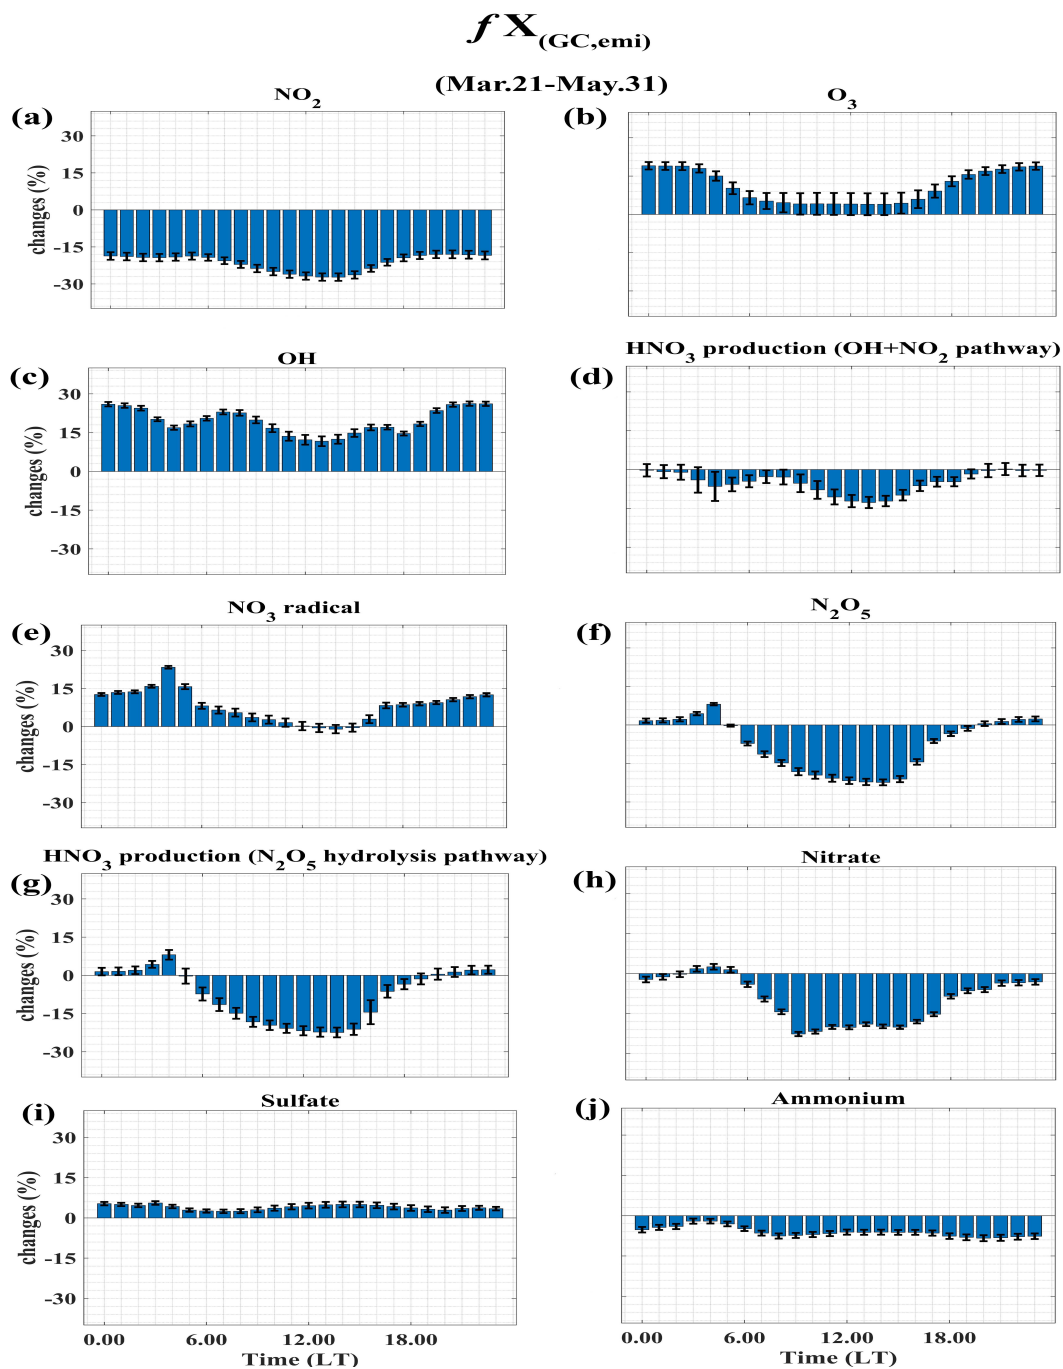 f X(GC,emi)
(Mar.21-May.31)
(a)
NO2
30
15
0
-15
-30
changes (%)
(b)
O3
(c)
OH
30
15
0
-15
-30
changes (%)
(d)
HNO3 production (OH+NO2 pathway)
(e)
NO3 radical
30
15
0
-15
-30
changes (%)
(f)
N2O5
HNO3 production (N2O5 hydrolysis pathway)
(g)
30
15
0
-15
-30
changes (%)
(h)
Nitrate
(i)
Sulfate
30
15
0
-15
-30
changes (%)
0.00 6.00 12.00 18.00
Time (LT)
(j)
Ammonium
0.00 6.00 12.00 18.00
Time (LT)